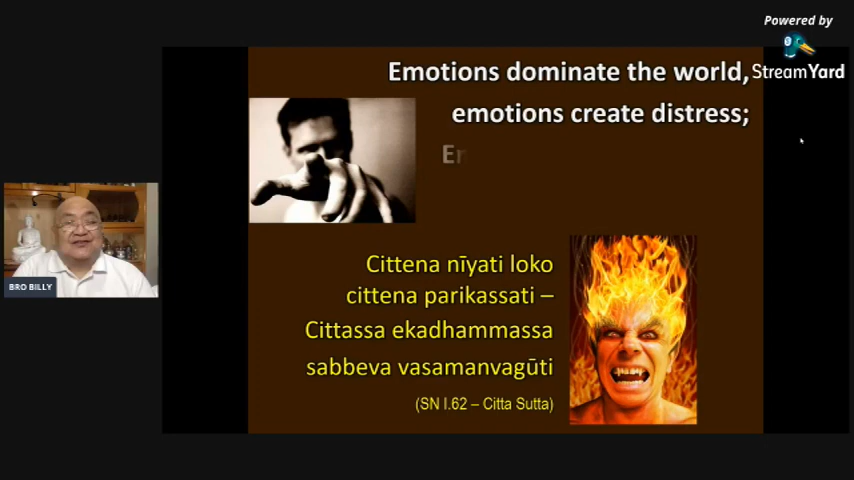 Powered by
StreamYard
Emotions dominate the world,
emotions create distress;
Cittena nīyati loko
cittena parikassati –
Cittassa ekadhammassa
sabbeva vasamanvagūti
(SN I.62 – Citta Sutta)
BRO BILLY